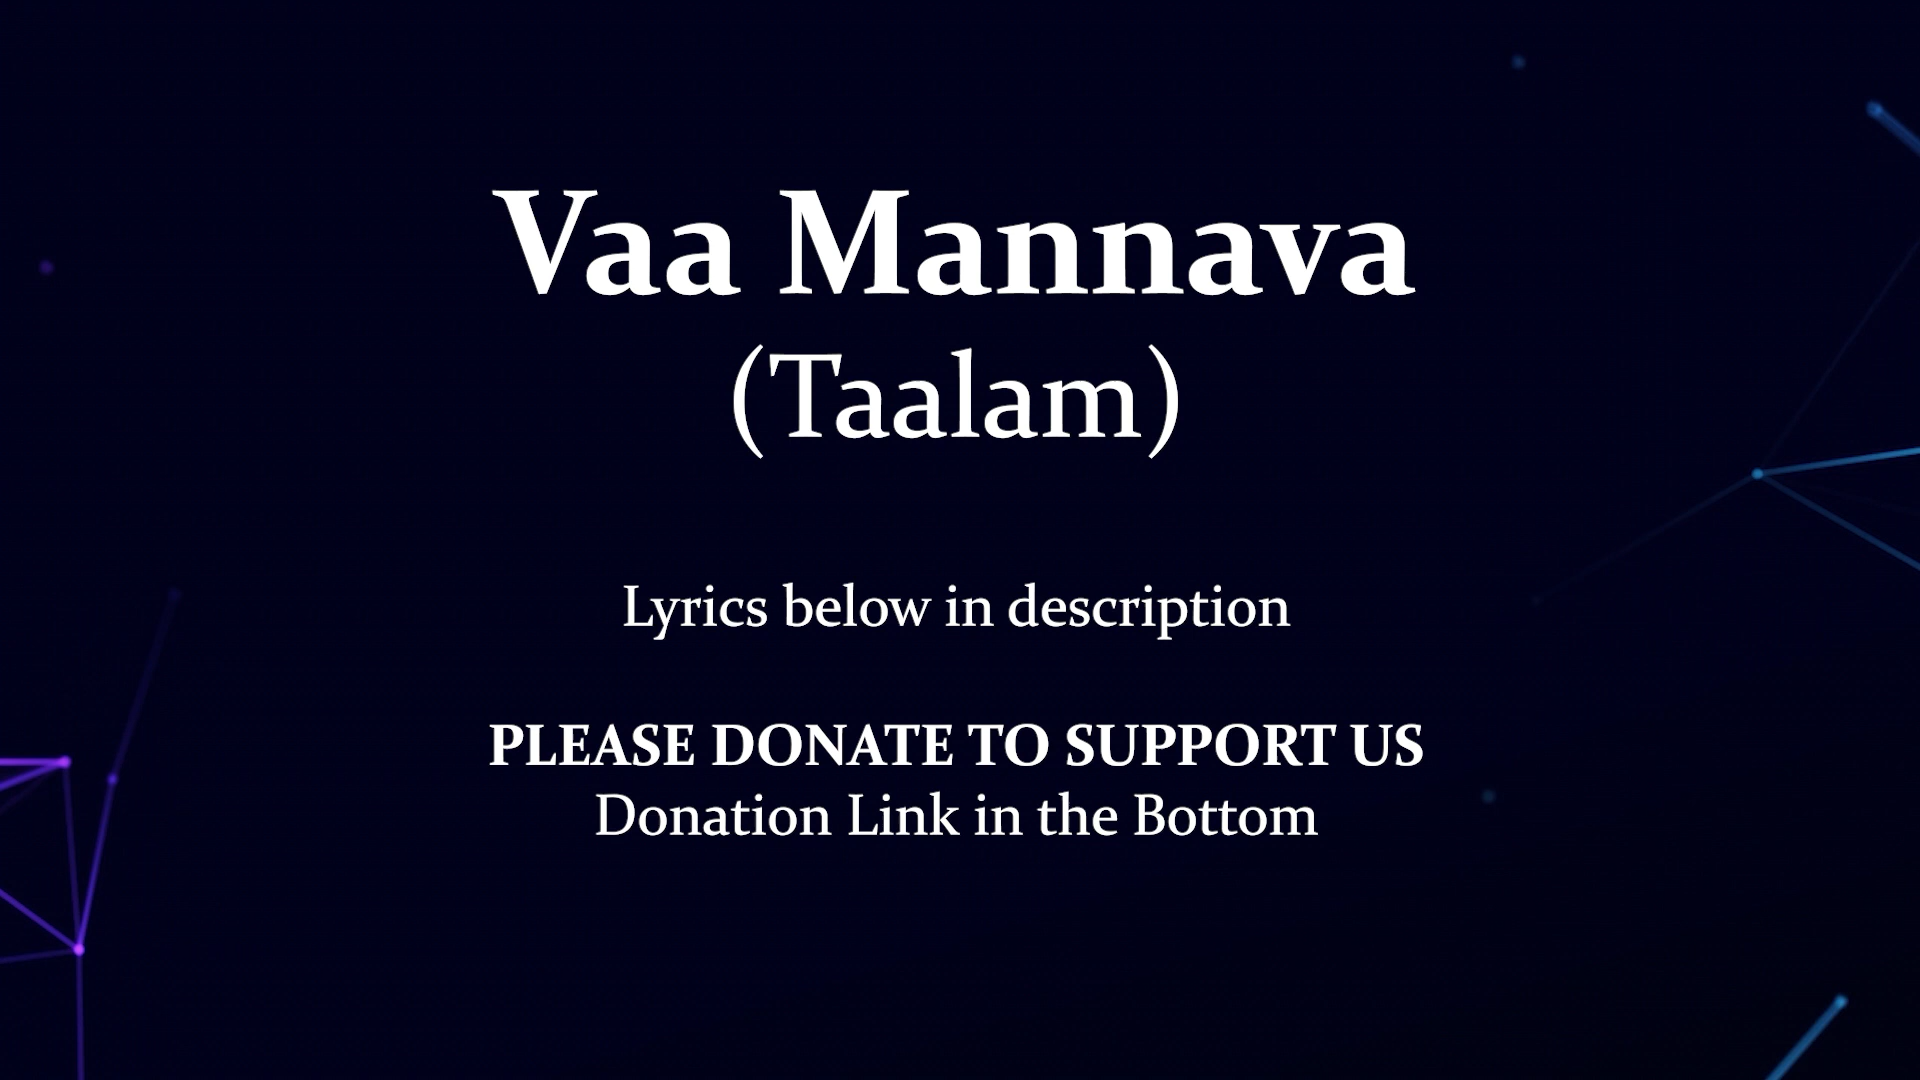 Vaa Mannava
(Taalam)
Lyrics below in description
PLEASE DONATE TO SUPPORT US
Donation Link in the Bottom